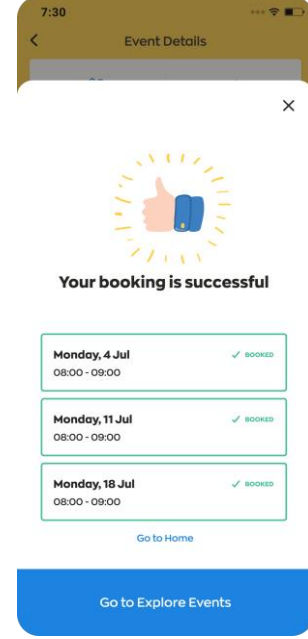 7:30
Event Details
Your booking is successful
Monday, 4 Jul
✓ BOOKED
08:00 - 09:00
Monday, 11 Jul
✓ BOOKED
08:00 - 09:00
Monday, 18 Jul
✓ BOOKED
08:00 - 09:00
Go to Home
Go to Explore Events